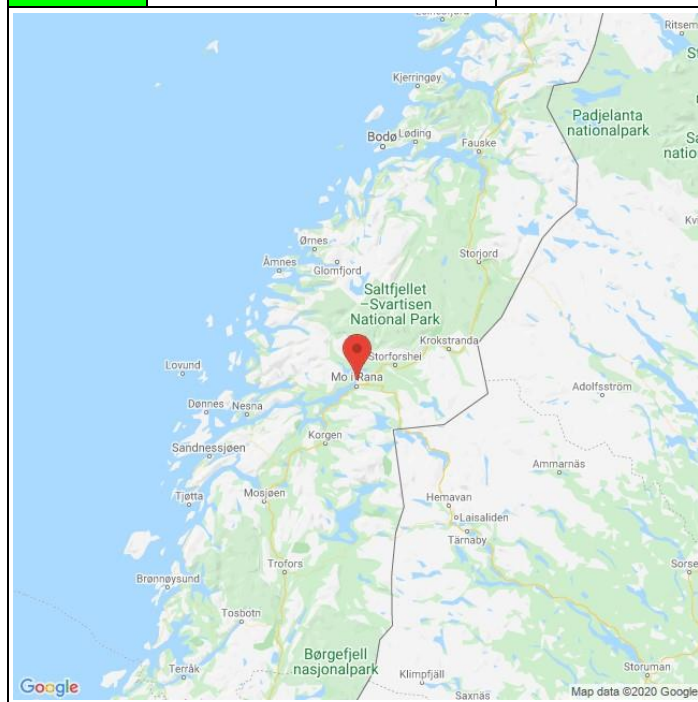 Ritsem
Kjerringøy
Padjelanta
nationalpark
Bodø
Løding
Fauske
Ørnes
Storjord
Åmnes
Glomfjord
Saltfjellet
–Svartisen
National Park
Krokstranda
Storforshei
Lovund
Mo i Rana
Adolfsström
Dønnes
Nesna
Korgen
Sandnessjøen
Ammarnäs
Tjøtta
Mosjøen
Hemavan
Laisaliden
Tärnaby
Trofors
Brønnøysund
Tosbotn
Børgefjell
nasjonalpark
Terråk
Klimpfjäll
Storuman
Saxnäs
Google
Map data ©2020 Google